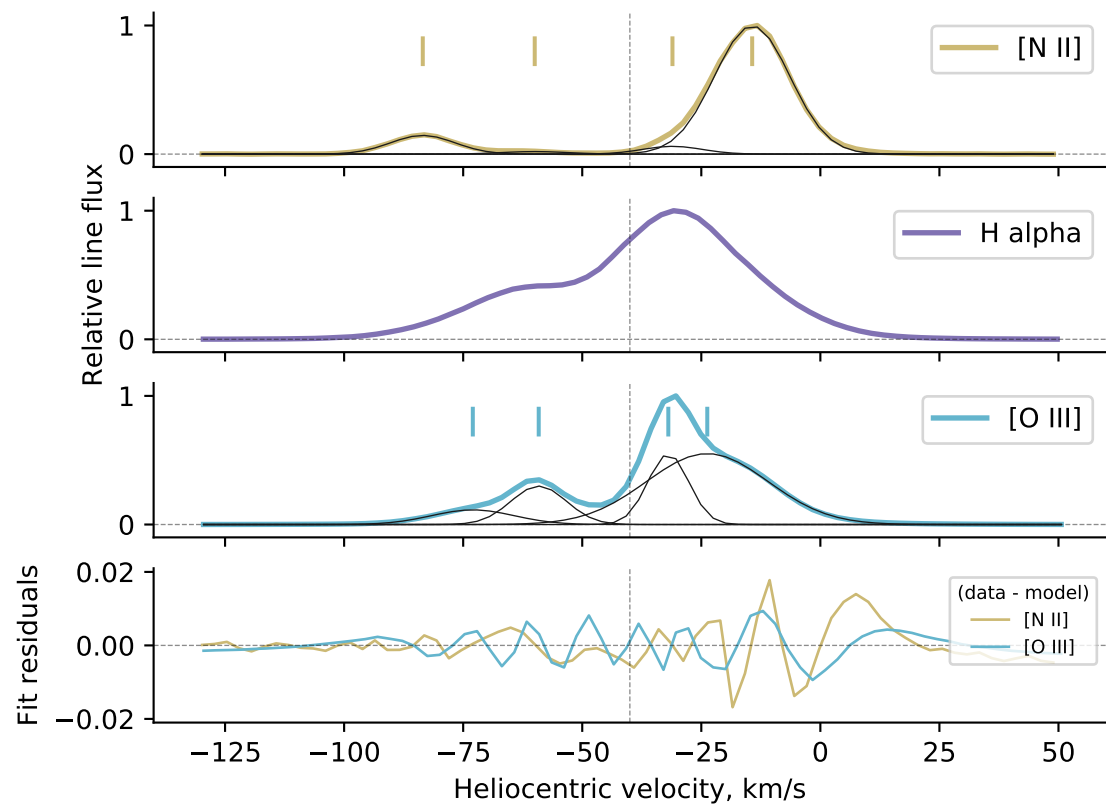 1
0
[N II]
Relative line flux
1
0
H alpha
1
0
[O III]
Fit residuals
0.02
0.00
−0.02
(data - model)
[N II]
[O III]
−125 −100 −75 −50 −25 0 25 50
Heliocentric velocity, km/s